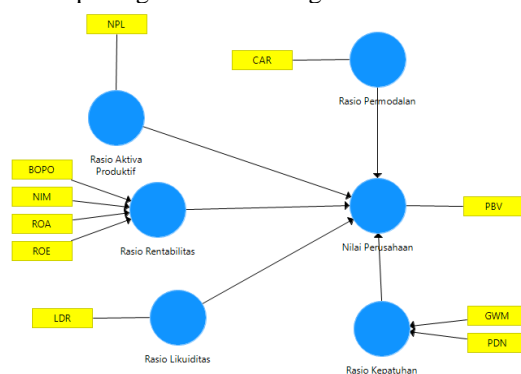 NPL
CAR
Rasio Permodalan
Rasio Aktiva
Produktif
BOPO
NIM
ROA
ROE
Rasio Rentabilitas
PBV
Nilai Perusahaan
LDR
Rasio Likuiditas
GWM
PDN
Rasio Kepatuhan